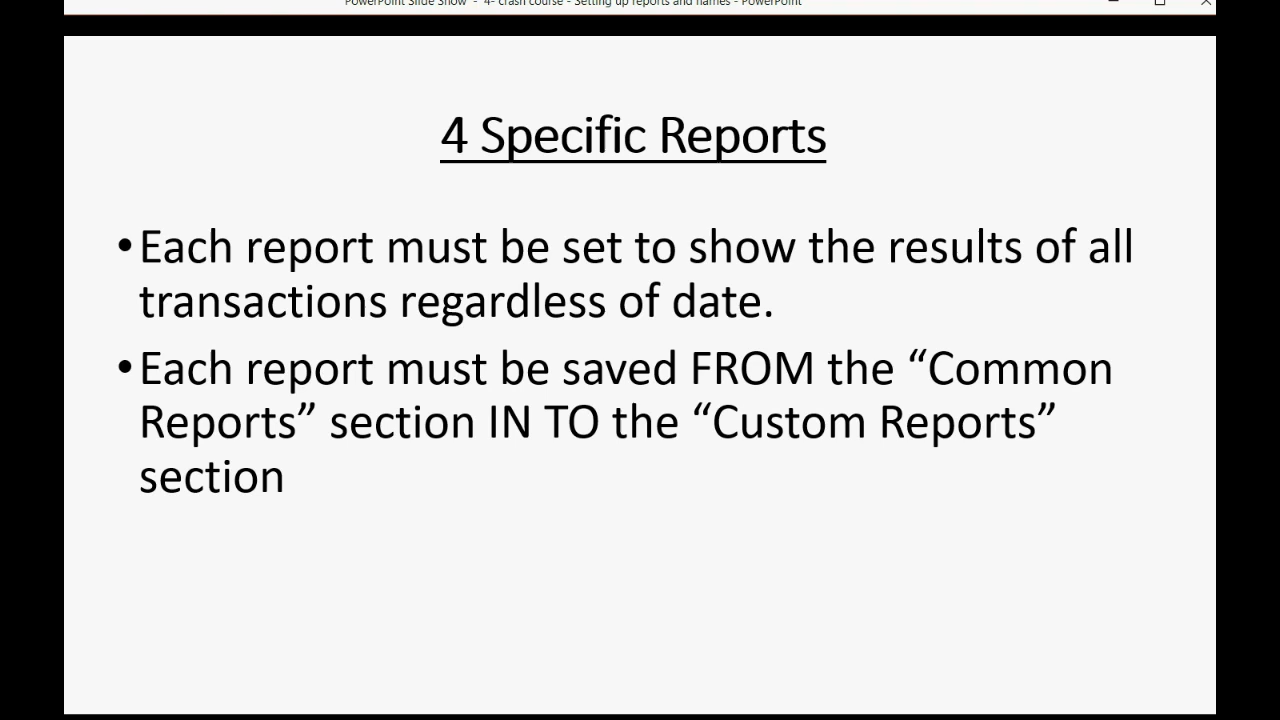 PowerPoint Slide Show - 4- crash course - Setting up reports and names - PowerPoint
4 Specific Reports
•Each report must be set to show the results of all
transactions regardless of date.
•Each report must be saved FROM the “Common
Reports” section IN TO the “Custom Reports”
section